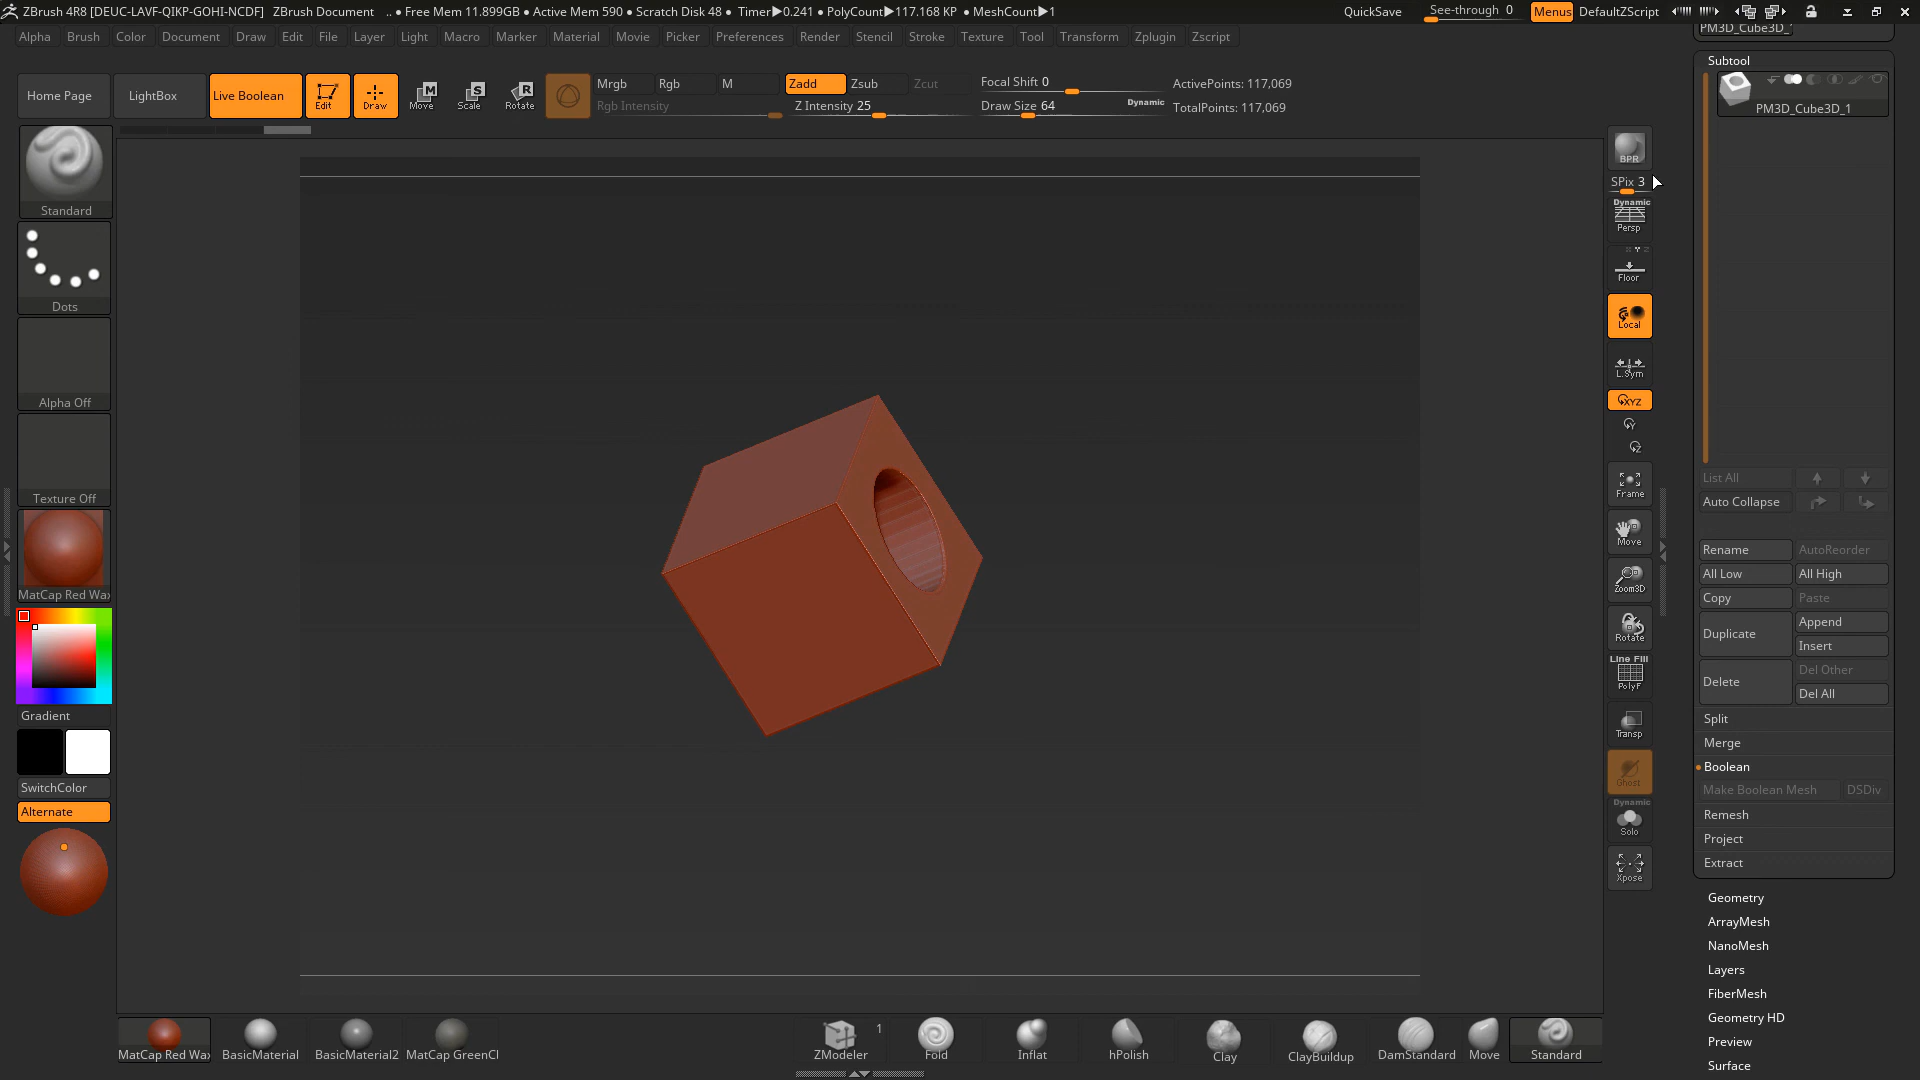 ZBrush 4R8 [DEUC-LAVF-QIKP-GOHI-NCDF] ZBrush Document .. ● Free Mem 11.899GB ● Active Mem 590 ● Scratch Disk 48 ● Timer▶0.241 ● PolyCount▶117.168 KP ● MeshCount▶1 QuickSave See-through 0 Menus DefaultZScript
Alpha Brush Color Document Draw Edit File Layer Light Macro Marker Material Movie Picker Preferences Render Stencil Stroke Texture Tool Transform Zplugin Zscript
Home Page LightBox Live Boolean Edit Draw Move Scale Rotate
Mrgb Rgb M Zadd Zsub Zcut Focal Shift 0 ActivePoints: 117,069
Rgb Intensity Z Intensity 25 Draw Size 64 Dynamic TotalPoints: 117,069
Standard
Dots
Alpha Off
Texture Off
MatCap Red Wax
Gradient
SwitchColor
Alternate
BPR
SPix 3
Dynamic
Persp
Floor
Local
L.Sym
XYZ
Y
Z
Frame
Move
Zoom3D
Rotate
Line Fill
PolyF
Transp
Ghost
Dynamic
Solo
Xpose
PM3D_Cube3D_1
Subtool
PM3D_Cube3D_1
List All
Auto Collapse
Rename AutoReorder
All Low All High
Copy Paste
Duplicate Append
Insert
Delete Del Other
Del All
Split
Merge
Boolean
Make Boolean Mesh DSDiv
Remesh
Project
Extract
Geometry
ArrayMesh
NanoMesh
Layers
FiberMesh
Geometry HD
Preview
Surface
MatCap Red Wax BasicMaterial BasicMaterial2 MatCap GreenCl ZModeler 1 Fold Inflat hPolish Clay ClayBuildup DamStandard Move Standard